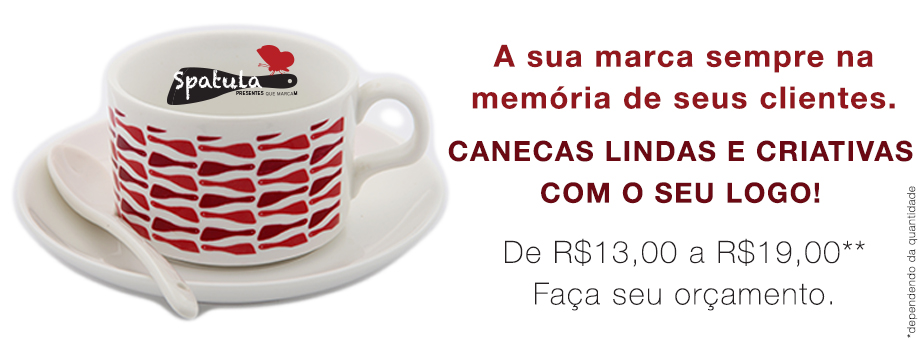 Spatula
PRESENTES QUE MARCAM
A sua marca sempre na
memória de seus clientes.
CANECAS LINDAS E CRIATIVAS
COM O SEU LOGO!
De R$13,00 a R$19,00**
Faça seu orçamento.
*dependendo da quantidade